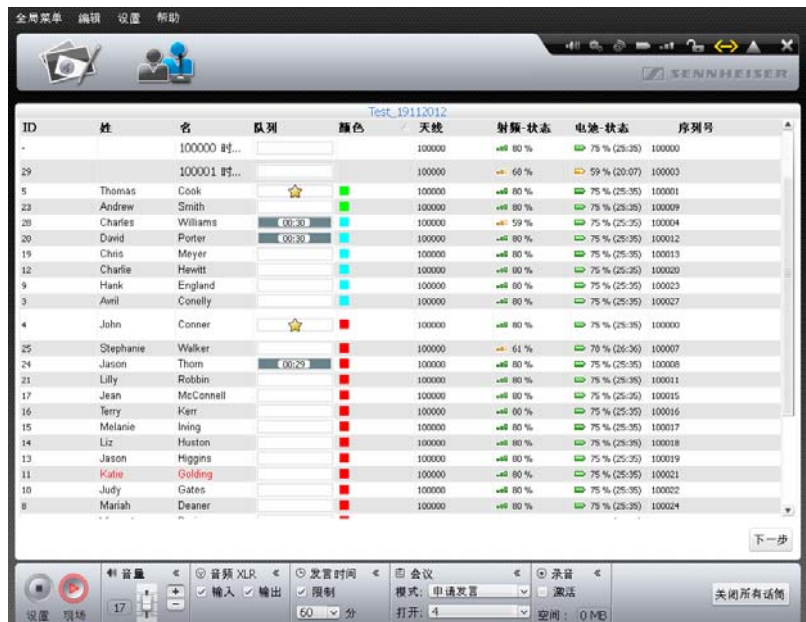 全局菜单 编辑 设置 帮助
SENNHEISER
Test_19112012
ID 姓 名 队列 颜色 天线 射频-状态 电池-状态 序列号
- 100000 时... 100000 80 % 75 % (25:35) 100000
29 100001 时... 100000 60 % 59 % (20:07) 100003
5 Thomas Cook 100000 80 % 75 % (25:35) 100001
23 Andrew Smith 100000 80 % 75 % (25:35) 100009
28 Charles Williams 00:30 100000 59 % 75 % (25:35) 100004
20 David Porter 00:30 100000 80 % 75 % (25:35) 100012
19 Chris Meyer 100000 80 % 75 % (25:35) 100013
12 Charlie Hewitt 100000 80 % 75 % (25:35) 100020
9 Hank England 100000 80 % 75 % (25:35) 100023
3 Avril Conelly 100000 80 % 75 % (25:35) 100027
4 John Conner 100000 80 % 75 % (25:35) 100000
25 Stephanie Walker 100000 61 % 78 % (26:36) 100007
24 Jason Thorn 00:29 100000 80 % 75 % (25:35) 100008
21 Lilly Robbin 100000 80 % 75 % (25:35) 100011
17 Jean McConnell 100000 80 % 75 % (25:35) 100015
16 Terry Kerr 100000 80 % 75 % (25:35) 100016
15 Melanie Irving 100000 80 % 75 % (25:35) 100017
14 Liz Huston 100000 80 % 75 % (25:35) 100018
13 Jason Higgins 100000 80 % 75 % (25:35) 100019
11 Katie Golding 100000 80 % 75 % (25:35) 100021
10 Judy Gates 100000 80 % 75 % (25:35) 100022
8 Mariah Deaner 100000 80 % 75 % (25:35) 100024
下一步
音量 « 音频 XLR « 发言时间 « 会议 « 录音 «
输入 输出 限制 模式: 申请发言 激活
关闭所有话筒
设置 现场 17 + - 60 分 打开: 4 空间: 0 MB